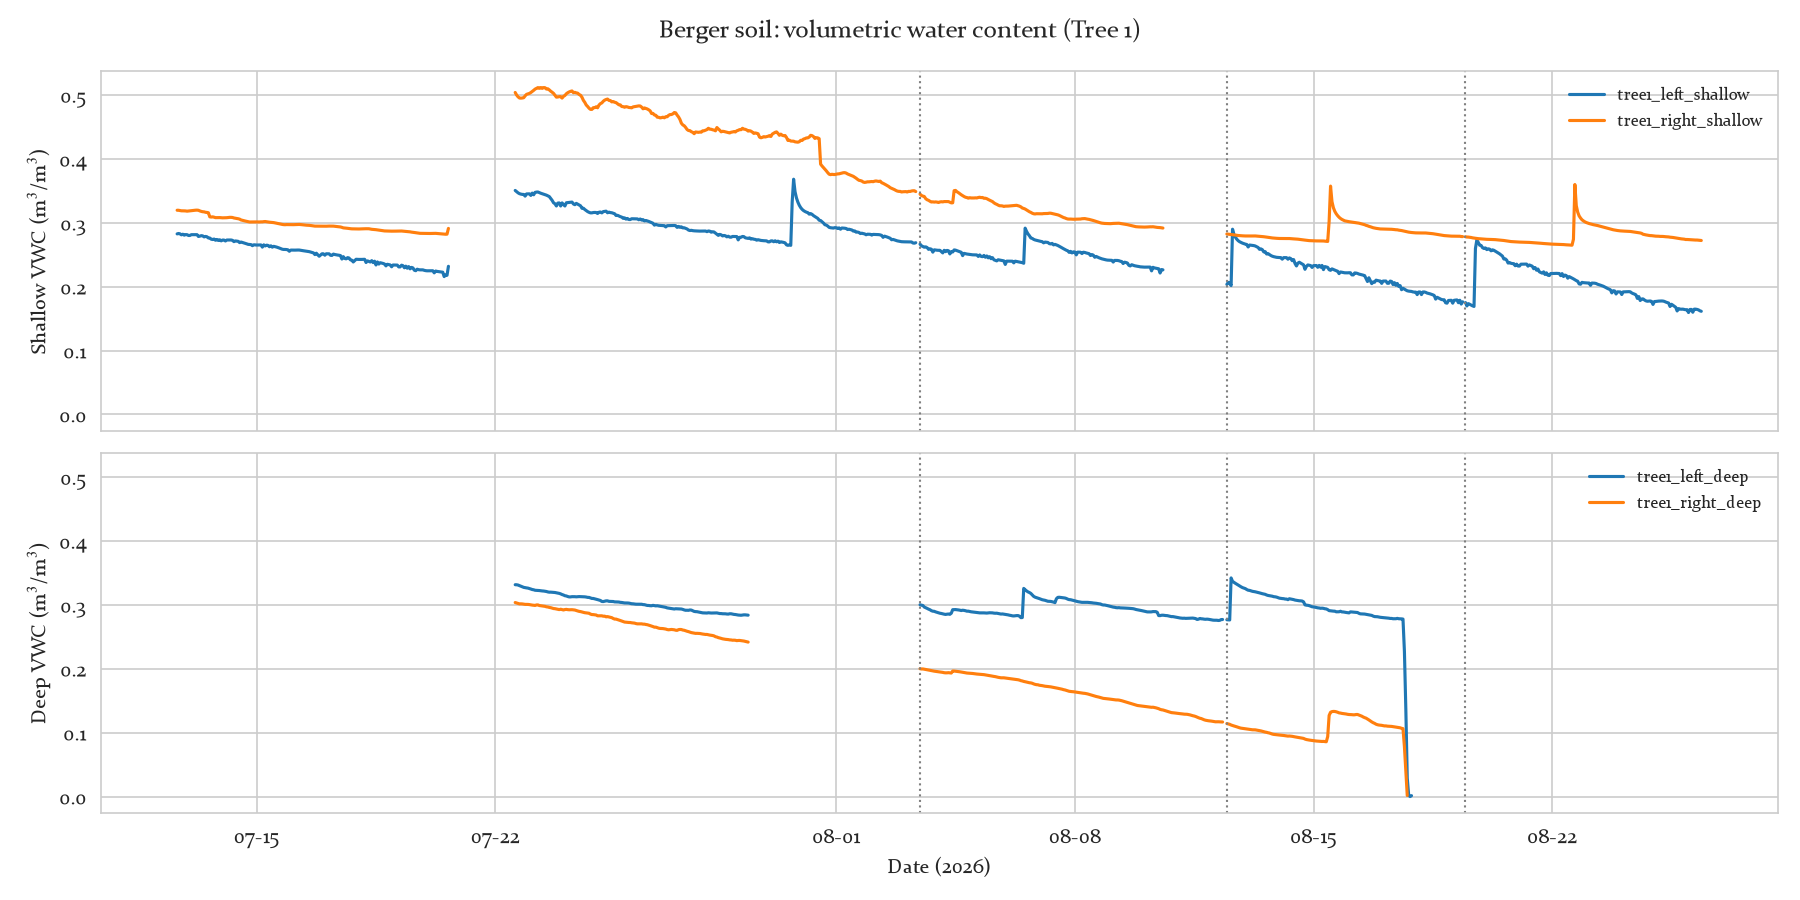 Berger soil: volumetric water content (Tree 1)
Shallow VWC (m³/m³)
0.5
0.4
0.3
0.2
0.1
0.0
tree1_left_shallow
tree1_right_shallow
Deep VWC (m³/m³)
0.5
0.4
0.3
0.2
0.1
0.0
tree1_left_deep
tree1_right_deep
07-15 07-22 08-01 08-08 08-15 08-22
Date (2026)